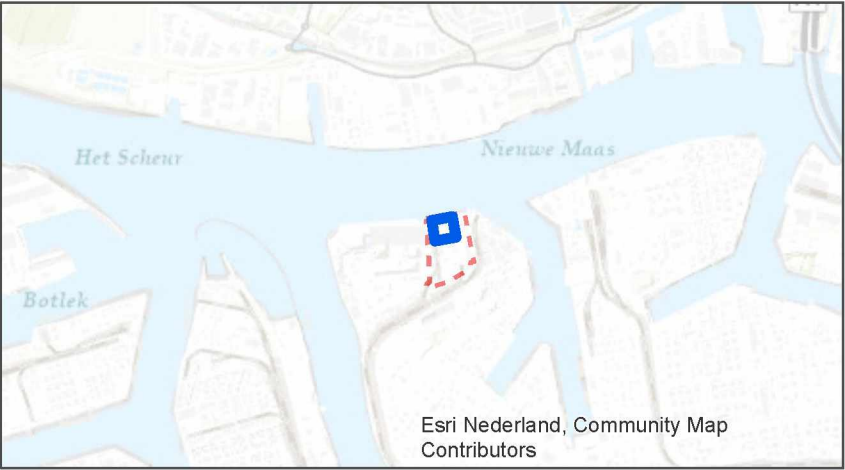 Het Scheur
Nieuwe Maas
Botlek
Esri Nederland, Community Map
Contributors